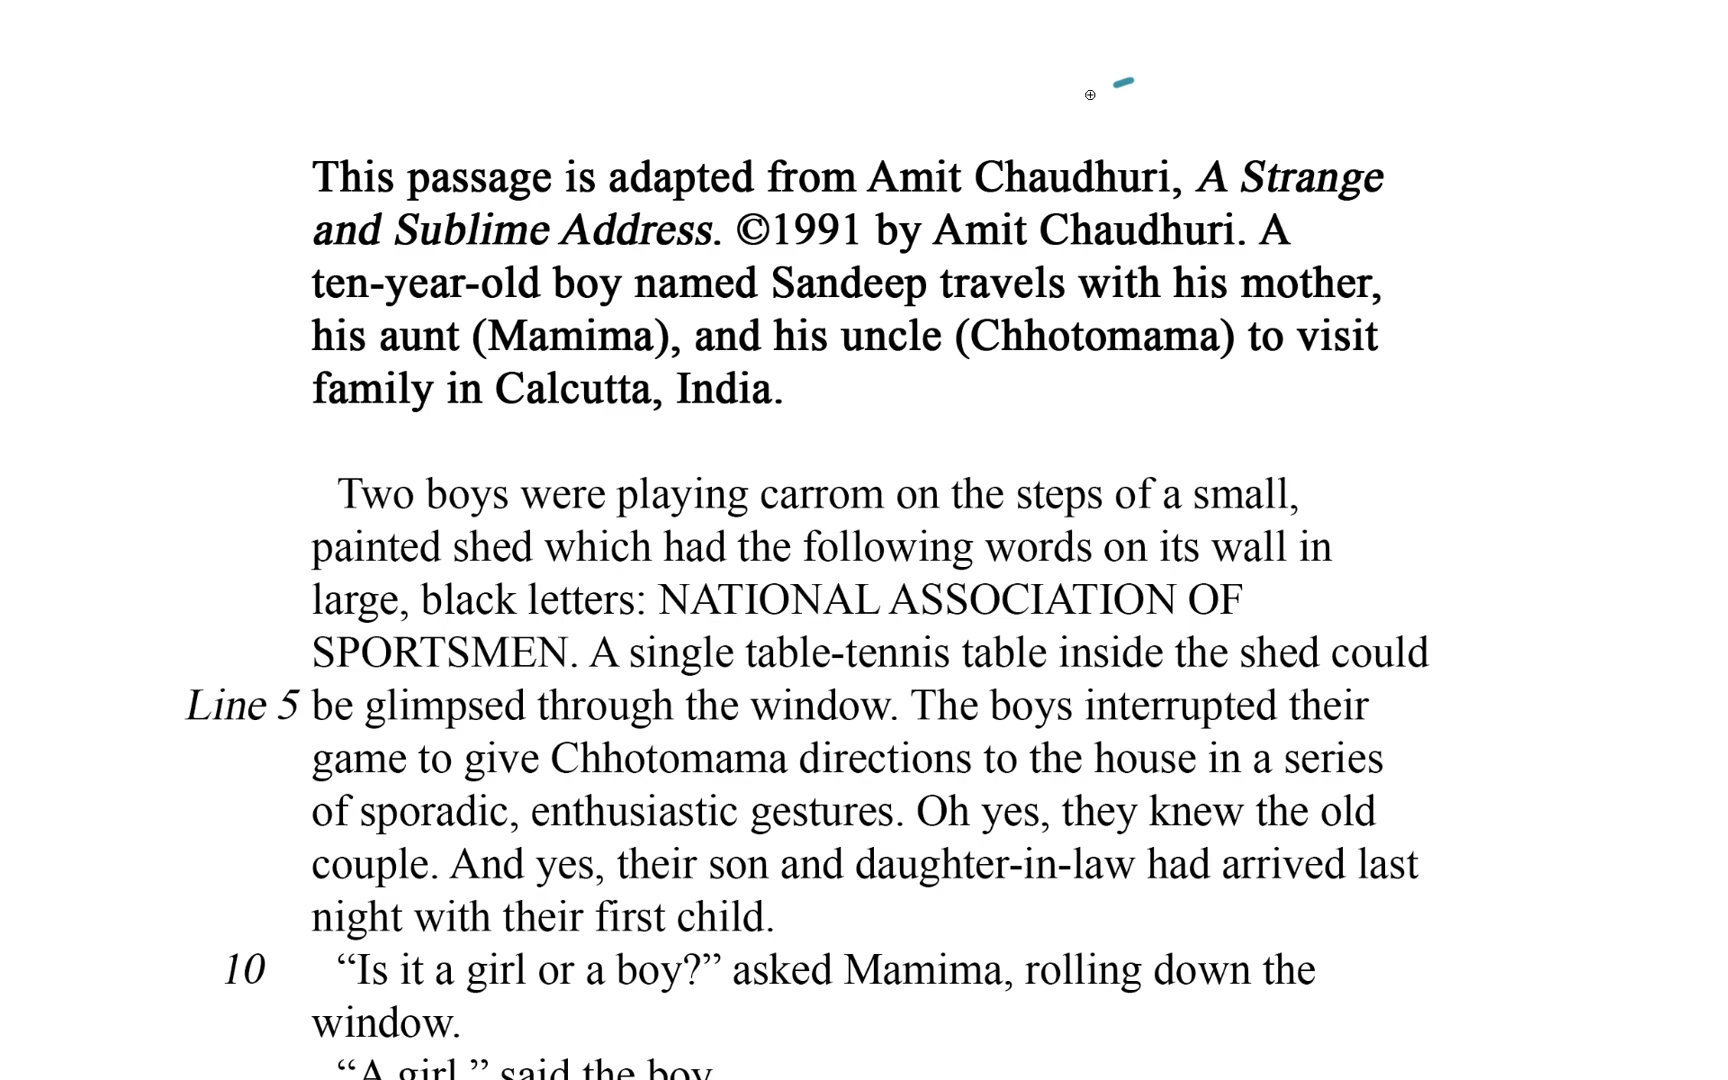 This passage is adapted from Amit Chaudhuri, A Strange
and Sublime Address. ©1991 by Amit Chaudhuri. A
ten-year-old boy named Sandeep travels with his mother,
his aunt (Mamima), and his uncle (Chhotomama) to visit
family in Calcutta, India.
Two boys were playing carrom on the steps of a small,
painted shed which had the following words on its wall in
large, black letters: NATIONAL ASSOCIATION OF
SPORTSMEN. A single table-tennis table inside the shed could
Line 5 be glimpsed through the window. The boys interrupted their
game to give Chhotomama directions to the house in a series
of sporadic, enthusiastic gestures. Oh yes, they knew the old
couple. And yes, their son and daughter-in-law had arrived last
night with their first child.
10 “Is it a girl or a boy?” asked Mamima, rolling down the
window.
“A girl,” said the boy.